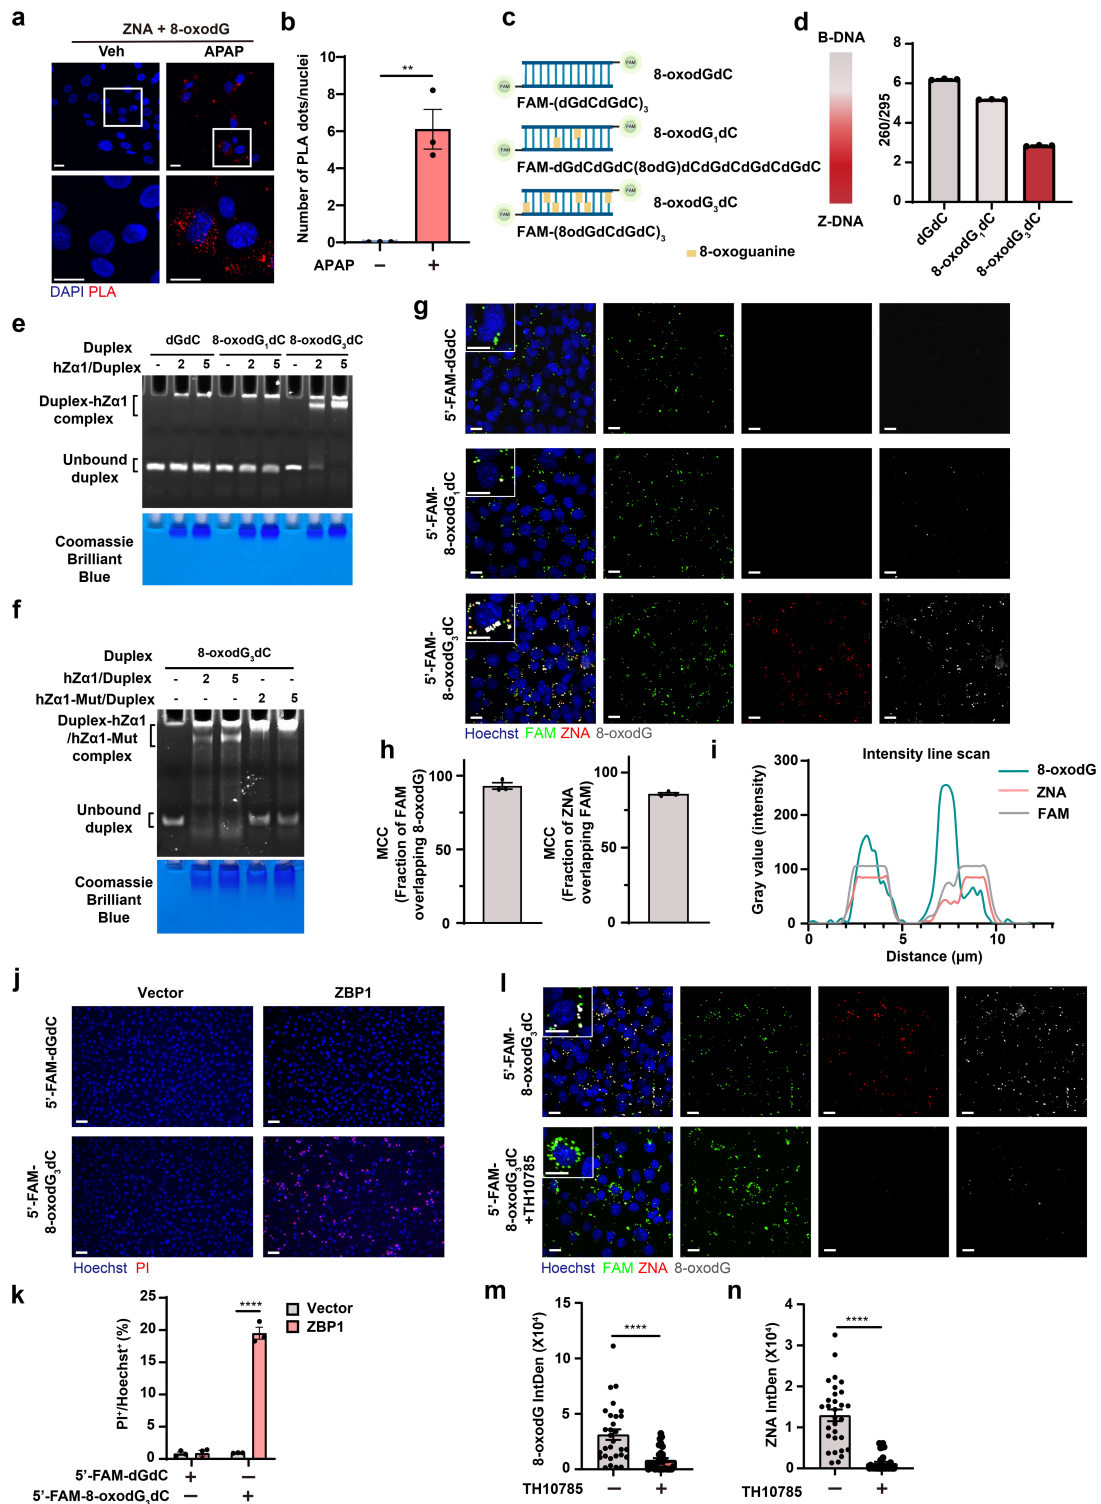 a
ZNA + 8-oxodG
Veh APAP
DAPI PLA
b
Number of PLA dots/nuclei
10
8
6
4
2
0
**
APAP − +
c
FAM
FAM
8-oxodGdC
FAM-(dGdCdGdC)3
FAM
FAM
8-oxodG1dC
FAM-dGdCdGdC(8odG)dCdGdCdGdCdGdC
FAM
FAM
8-oxodG3dC
FAM-(8odGdCdGdC)3
8-oxoguanine
d
B-DNA
Z-DNA
260/295
8
6
4
2
0
dGdC
8-oxodG1dC
8-oxodG3dC
e
Duplex dGdC 8-oxodG1dC 8-oxodG3dC
hZα1/Duplex - 2 5 - 2 5 - 2 5
Duplex-hZα1
complex
Unbound
duplex
Coomassie
Brilliant
Blue
f
Duplex 8-oxodG3dC
hZα1/Duplex - 2 5 - -
hZα1-Mut/Duplex - - - 2 5
Duplex-hZα1
/hZα1-Mut
complex
Unbound
duplex
Coomassie
Brilliant
Blue
g
5'-FAM-dGdC
5'-FAM-
8-oxodG1dC
5'-FAM-
8-oxodG3dC
Hoechst FAM ZNA 8-oxodG
h
MCC
(Fraction of FAM
overlapping 8-oxodG)
100
50
0
MCC
(Fraction of ZNA
overlapping FAM)
100
50
0
i
Intensity line scan
Gray value (intensity)
300
200
100
0
0 5 10
Distance (μm)
8-oxodG
ZNA
FAM
j
Vector ZBP1
5'-FAM-dGdC
5'-FAM-
8-oxodG3dC
Hoechst PI
k
PI+/Hoechst+ (%)
25
20
15
10
5
0
****
Vector
ZBP1
5'-FAM-dGdC + −
5'-FAM-8-oxodG3dC − +
l
5'-FAM-
8-oxodG3dC
5'-FAM-
8-oxodG3dC
+TH10785
Hoechst FAM ZNA 8-oxodG
m
8-oxodG IntDen (X10⁴)
15
10
5
0
****
TH10785 − +
n
ZNA IntDen (X10⁴)
4
3
2
1
0
****
TH10785 − +